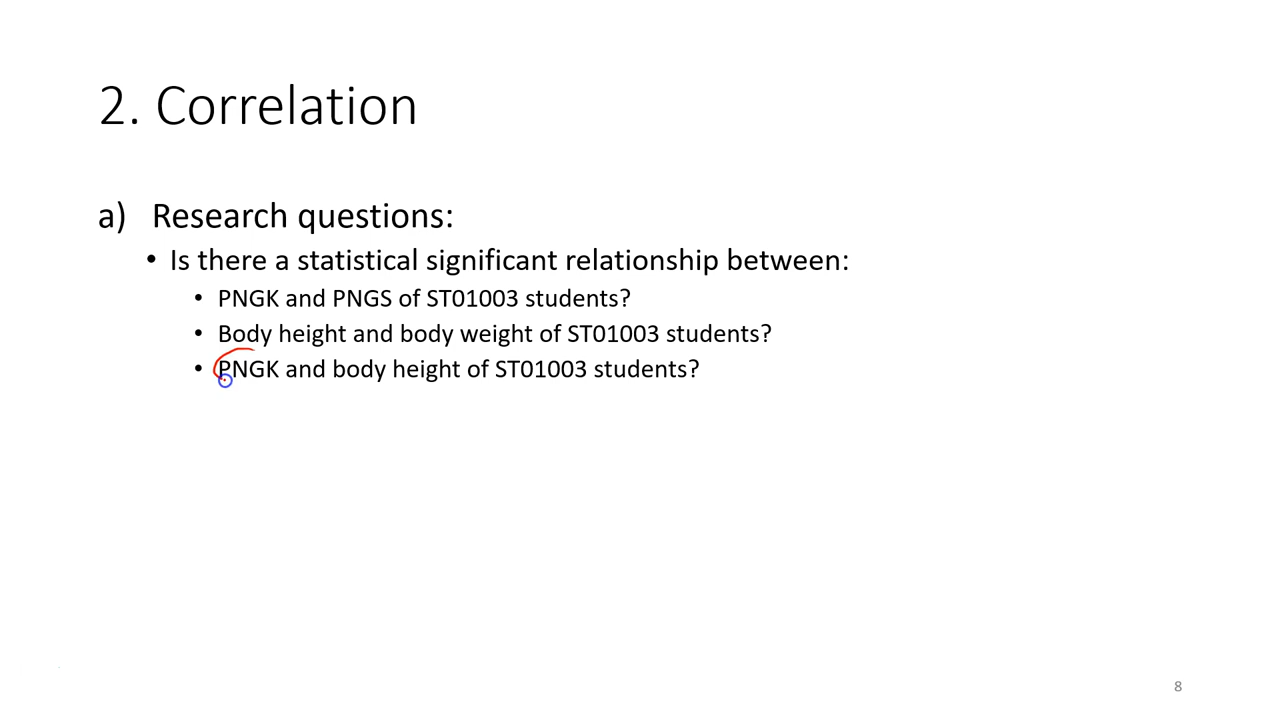 2. Correlation
a) Research questions:
• Is there a statistical significant relationship between:
• PNGK and PNGS of ST01003 students?
• Body height and body weight of ST01003 students?
• PNGK and body height of ST01003 students?
8